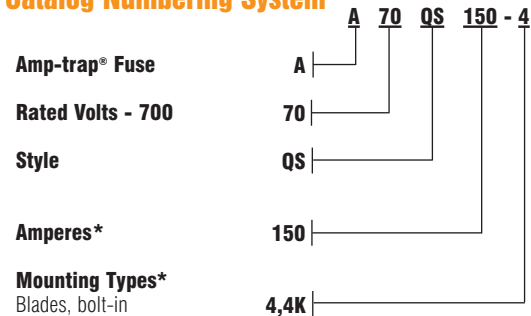 Catalog Numbering System
A 70 QS 150 - 4
Amp-trap® Fuse A
Rated Volts - 700 70
Style QS
Amperes* 150
Mounting Types*
Blades, bolt-in 4,4K